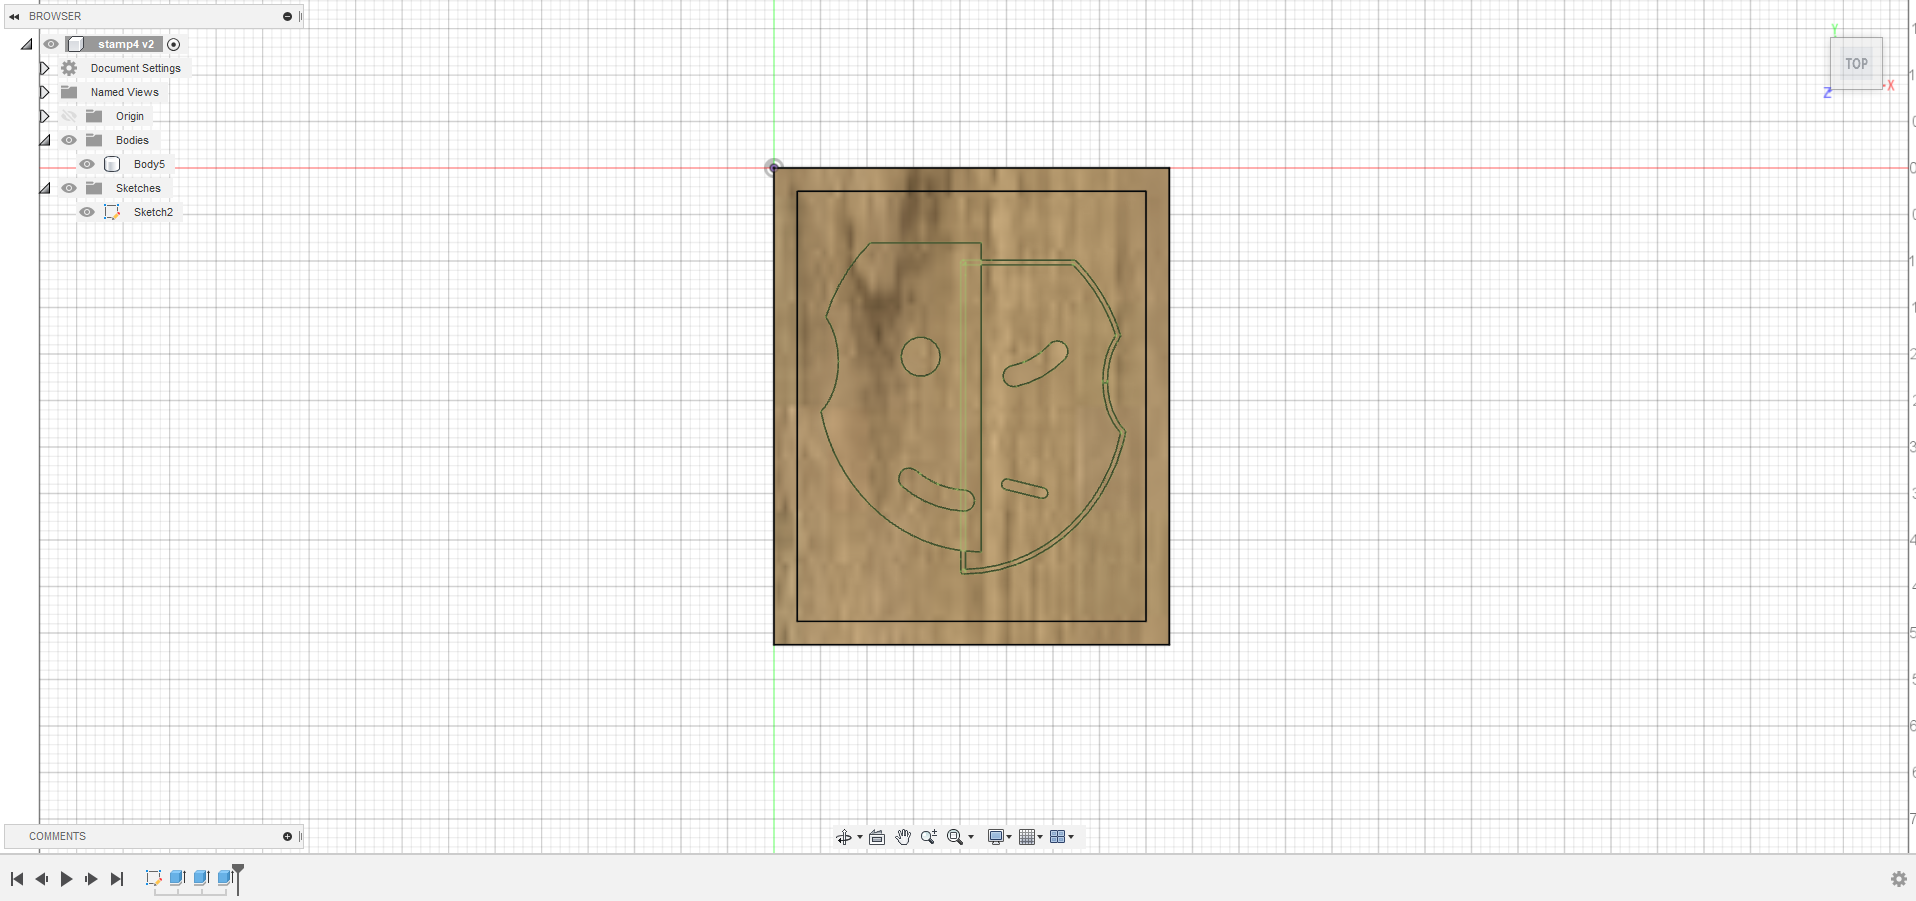 BROWSER
stamp4 v2
Document Settings
Named Views
Origin
Bodies
Body5
Sketches
Sketch2
Y
TOP
X
Z
COMMENTS